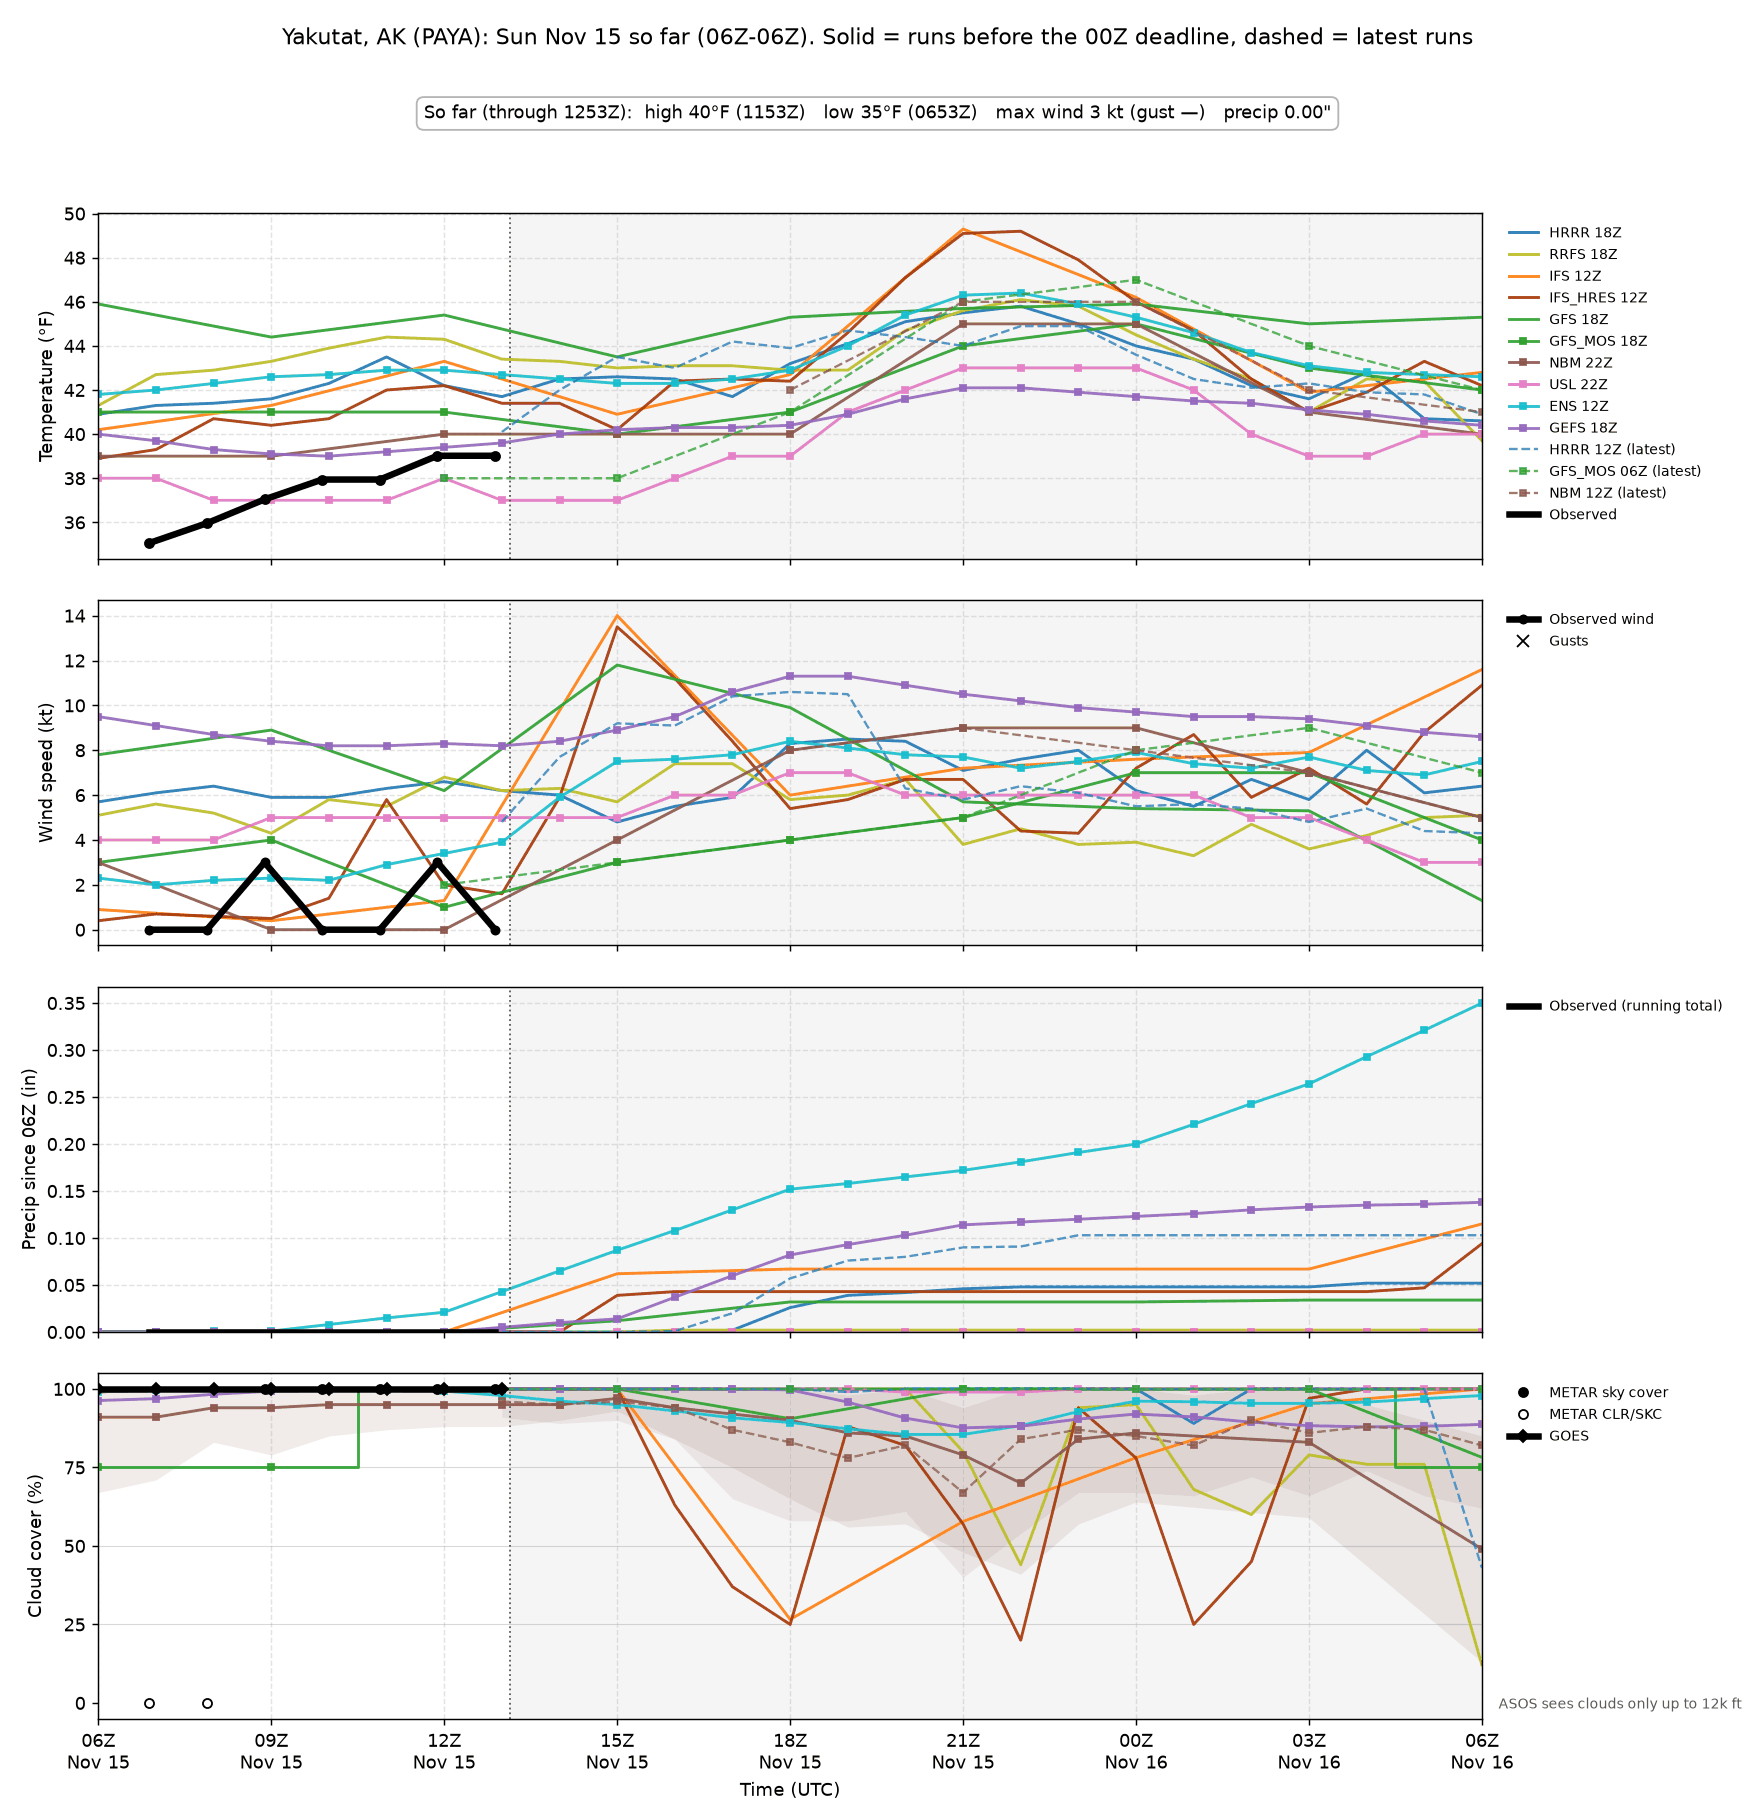 Yakutat, AK (PAYA): Sun Nov 15 so far (06Z-06Z). Solid = runs before the 00Z deadline, dashed = latest runs
So far (through 1253Z):  high 40°F (1153Z)   low 35°F (0653Z)   max wind 3 kt (gust —)   precip 0.00"
Temperature (°F)
50
48
46
44
42
40
38
36
HRRR 18Z
RRFS 18Z
IFS 12Z
IFS_HRES 12Z
GFS 18Z
GFS_MOS 18Z
NBM 22Z
USL 22Z
ENS 12Z
GEFS 18Z
HRRR 12Z (latest)
GFS_MOS 06Z (latest)
NBM 12Z (latest)
Observed
Wind speed (kt)
14
12
10
8
6
4
2
0
Observed wind
Gusts
Precip since 06Z (in)
0.35
0.30
0.25
0.20
0.15
0.10
0.05
0.00
Observed (running total)
Cloud cover (%)
100
75
50
25
0
METAR sky cover
METAR CLR/SKC
GOES
ASOS sees clouds only up to 12k ft
06Z 09Z 12Z 15Z 18Z 21Z 00Z 03Z 06Z
Nov 15 Nov 15 Nov 15 Nov 15 Nov 15 Nov 15 Nov 16 Nov 16 Nov 16
Time (UTC)